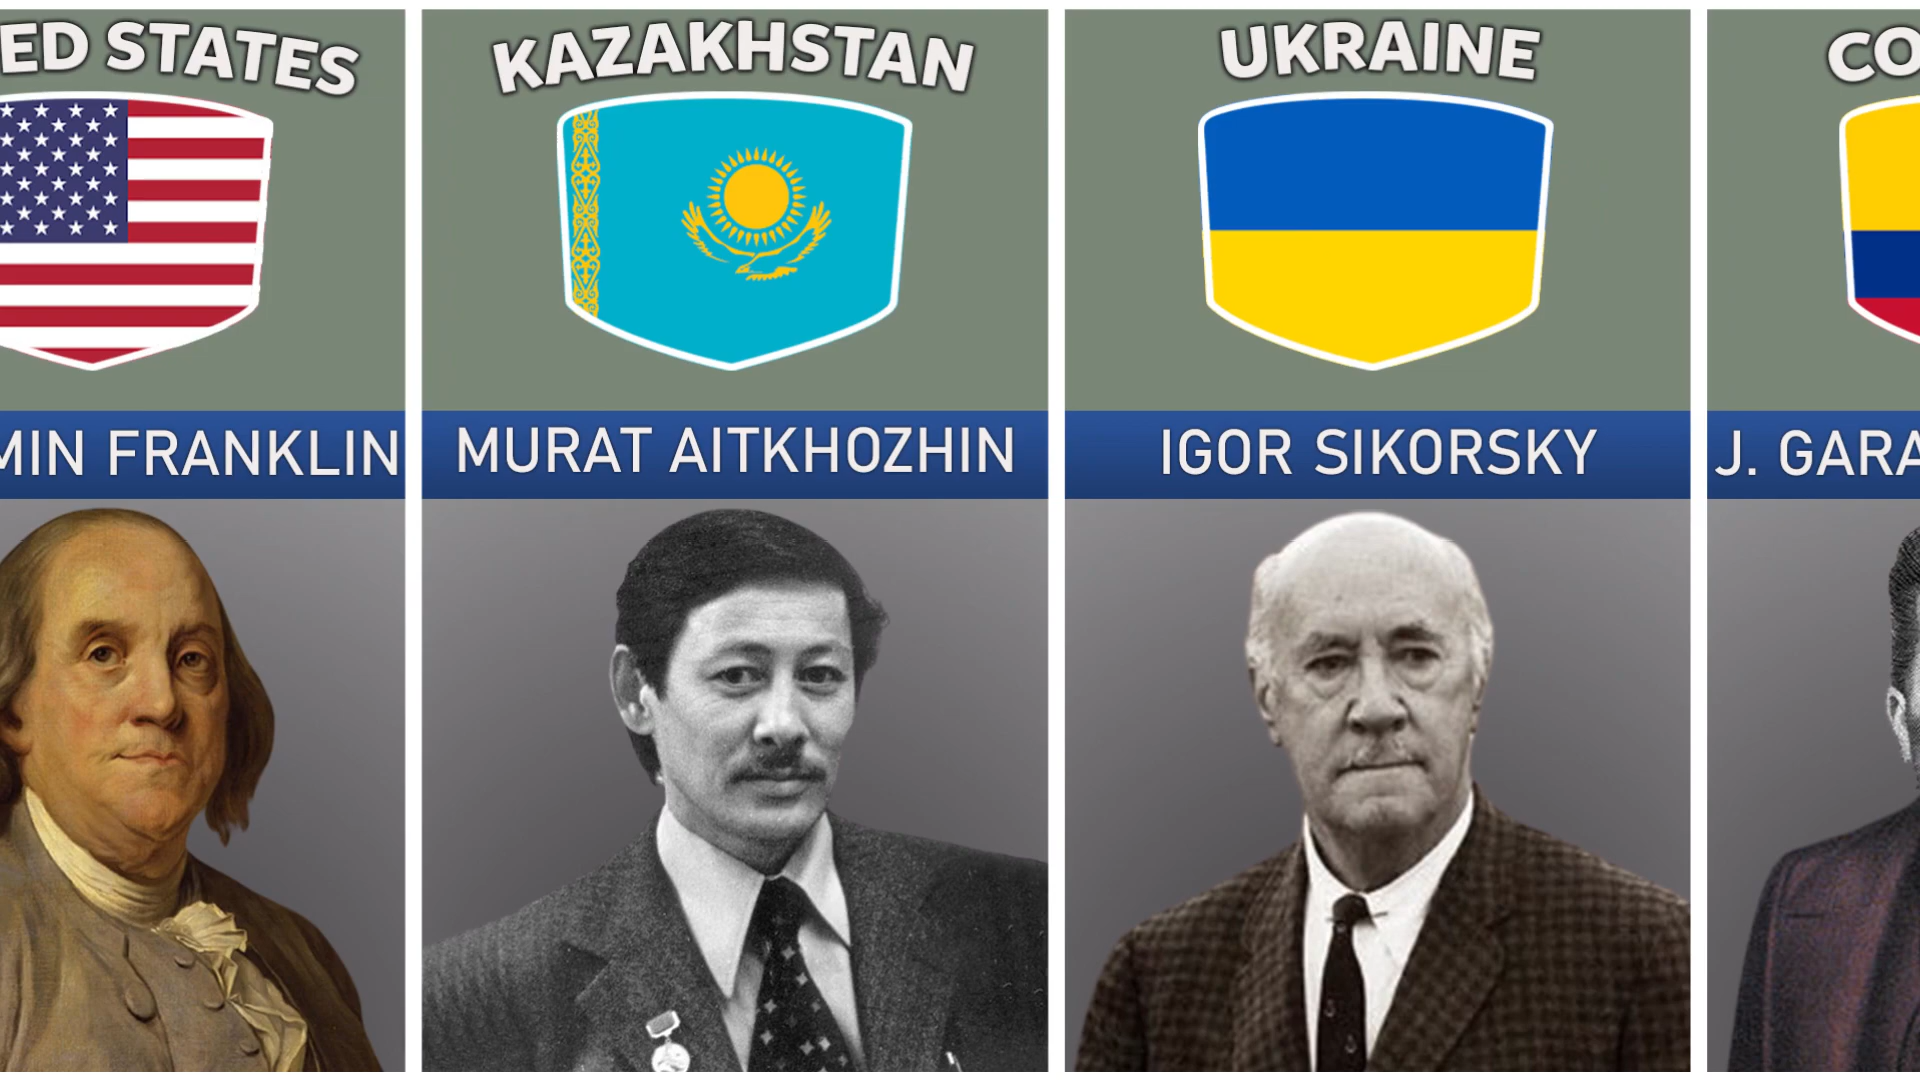 ED STATES
KAZAKHSTAN
UKRAINE
CO
MIN FRANKLIN
MURAT AITKHOZHIN
IGOR SIKORSKY
J. GARA